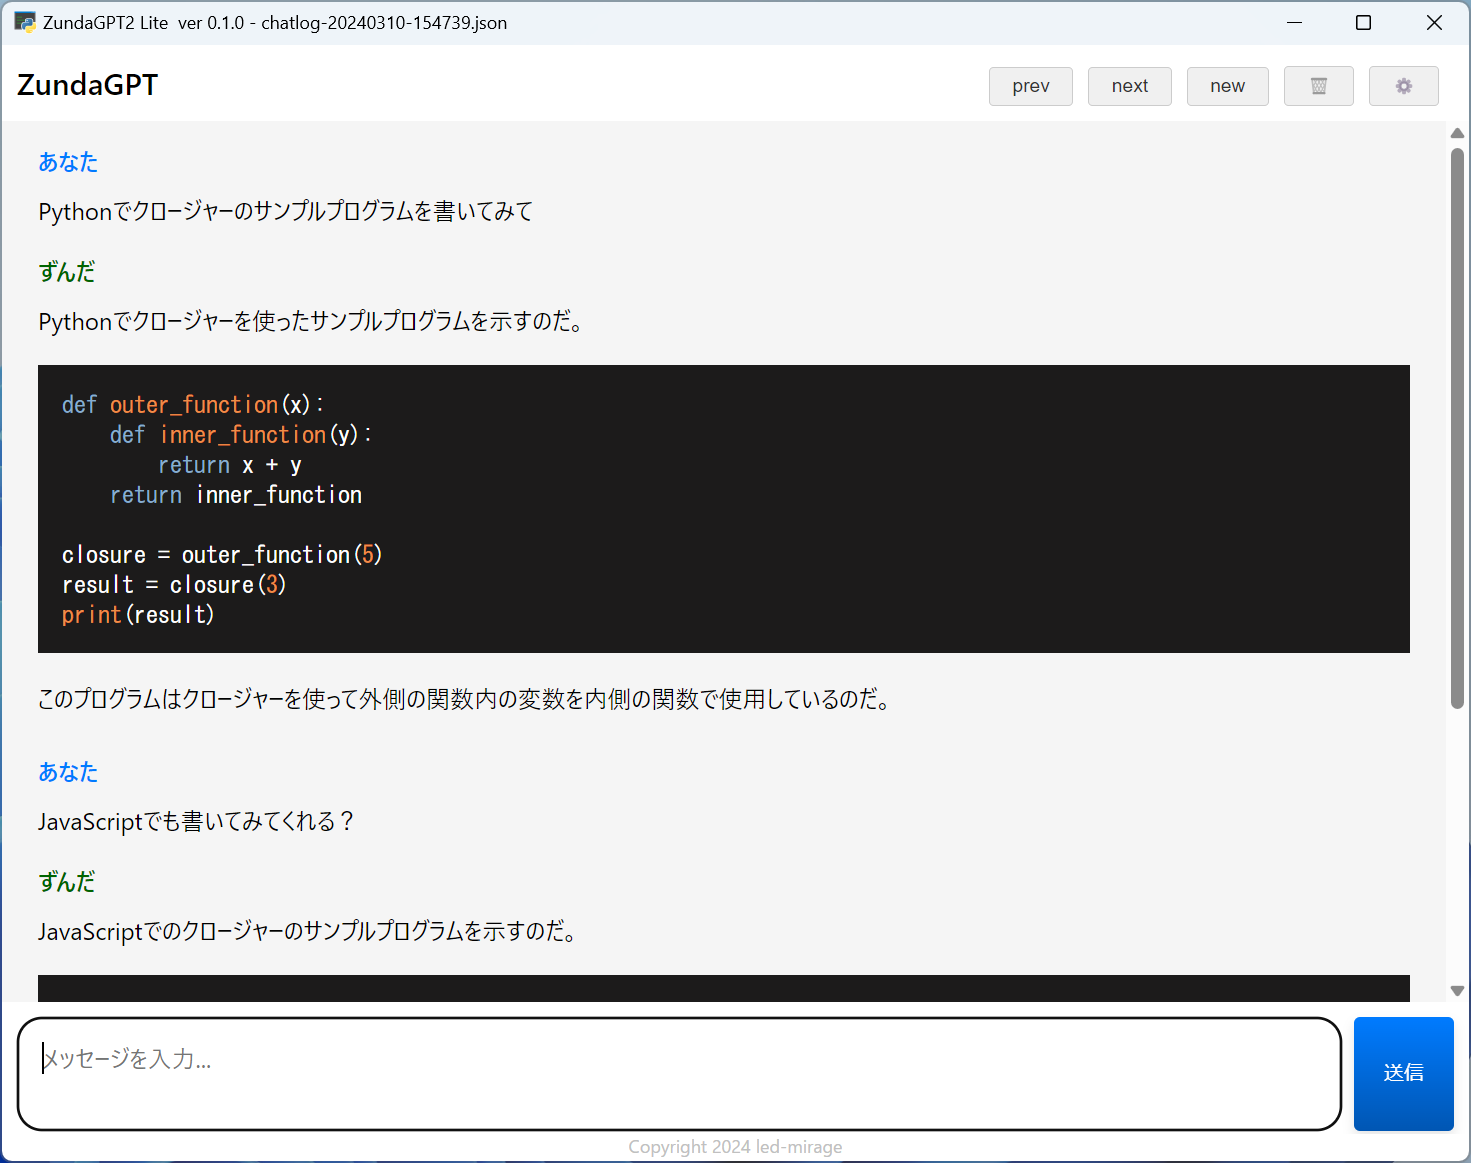 ZundaGPT2 Lite  ver 0.1.0 - chatlog-20240310-154739.json
ZundaGPT
prev
next
new
あなた
Pythonでクロージャーのサンプルプログラムを書いてみて
ずんだ
Pythonでクロージャーを使ったサンプルプログラムを示すのだ。
def outer_function(x):
    def inner_function(y):
        return x + y
    return inner_function
closure = outer_function(5)
result = closure(3)
print(result)
このプログラムはクロージャーを使って外側の関数内の変数を内側の関数で使用しているのだ。
あなた
JavaScriptでも書いてみてくれる？
ずんだ
JavaScriptでのクロージャーのサンプルプログラムを示すのだ。
メッセージを入力...
送信
Copyright 2024 led-mirage